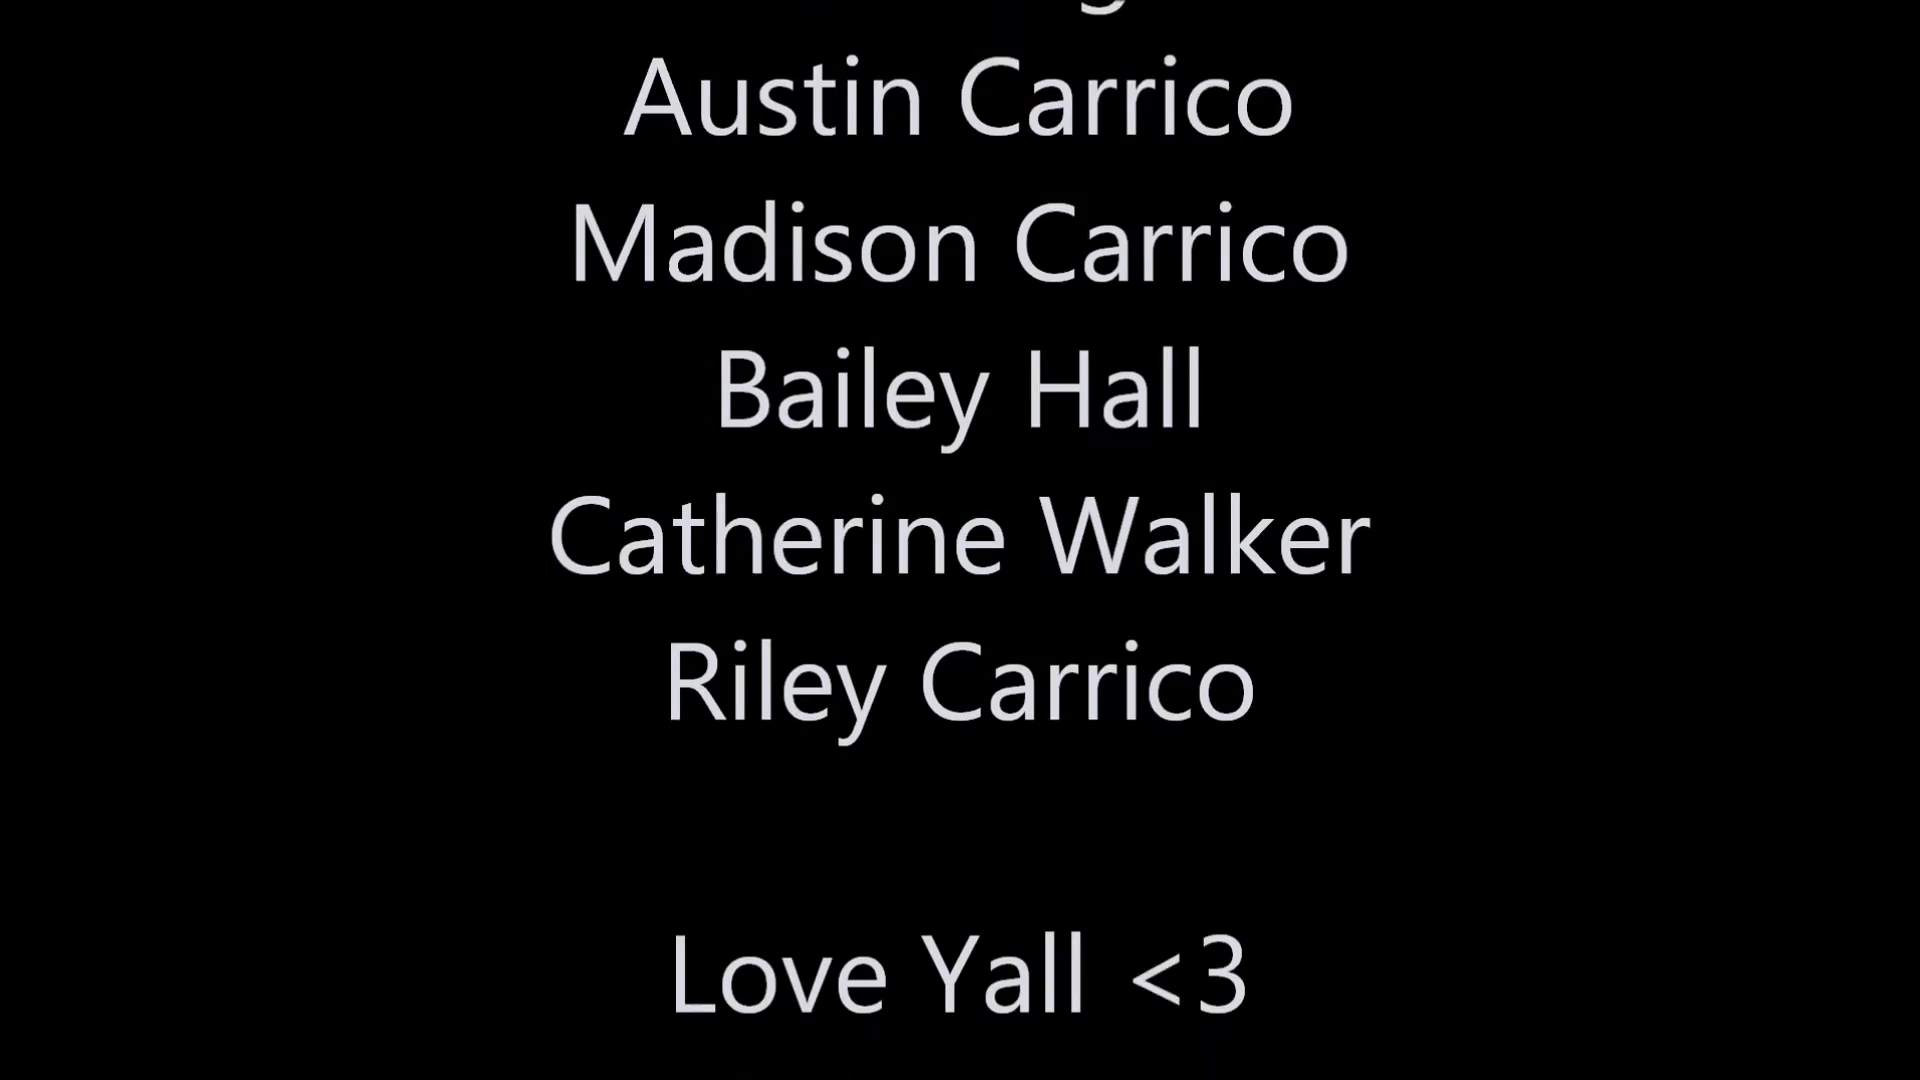 Austin Carrico
Madison Carrico
Bailey Hall
Catherine Walker
Riley Carrico
Love Yall <3